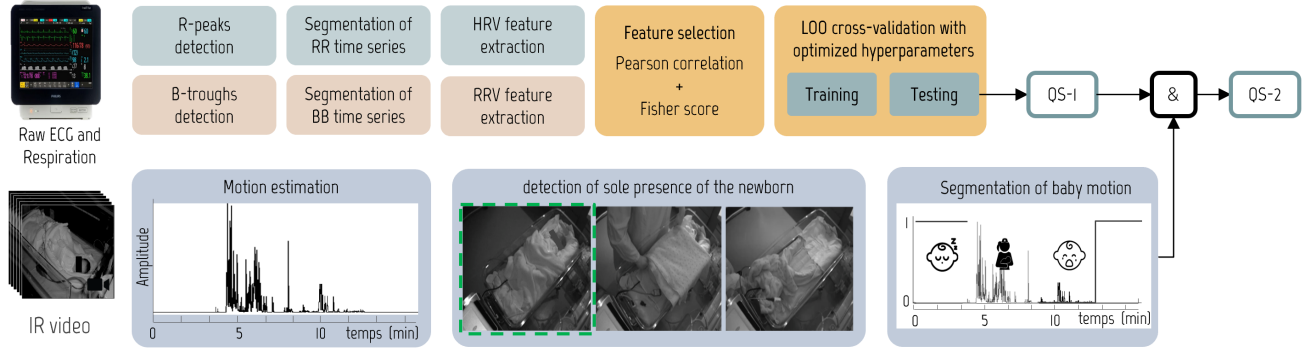 R-peaks
detection
Segmentation of
RR time series
HRV feature
extraction
B-troughs
detection
Segmentation of
BB time series
RRV feature
extraction
Feature selection
Pearson correlation
+
Fisher score
LOO cross-validation with
optimized hyperparameters
Training
Testing
QS-1
&
QS-2
Raw ECG and
Respiration
IR video
Motion estimation
Amplitude
0 5 10 temps (min)
detection of sole presence of the newborn
Segmentation of baby motion
1
0
z z z
0 5 10 temps (min)